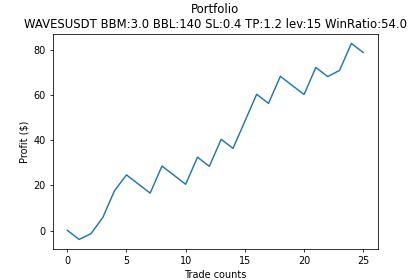 Portfolio
WAVESUSDT BBM:3.0 BBL:140 SL:0.4 TP:1.2 lev:15 WinRatio:54.0
80
60
40
20
0
Profit ($)
0 5 10 15 20 25
Trade counts